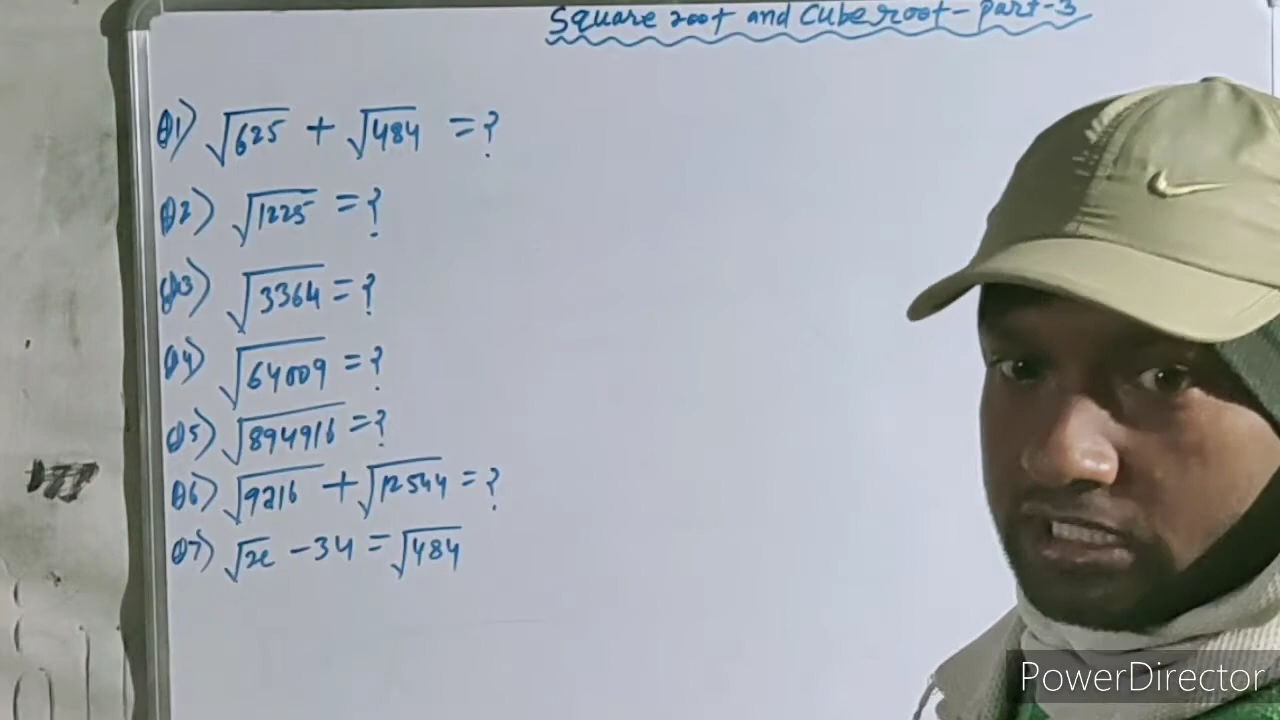 Square root and Cube root - part-3
Q1) √625 + √484 = ?
Q2) √1225 = ?
Q3) √3364 = ?
Q4) √64009 = ?
Q5) √894916 = ?
Q6) √9216 + √12544 = ?
Q7) √x - 34 = √484
PowerDirector